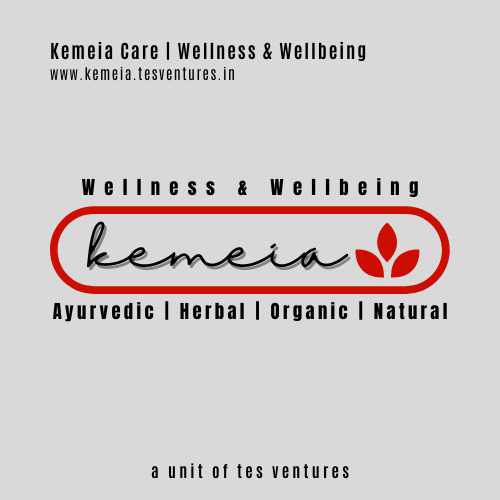 Kemeia Care | Wellness & Wellbeing
www.kemeia.tesventures.in
Wellness & Wellbeing
kemeia
Ayurvedic | Herbal | Organic | Natural
a unit of tes ventures